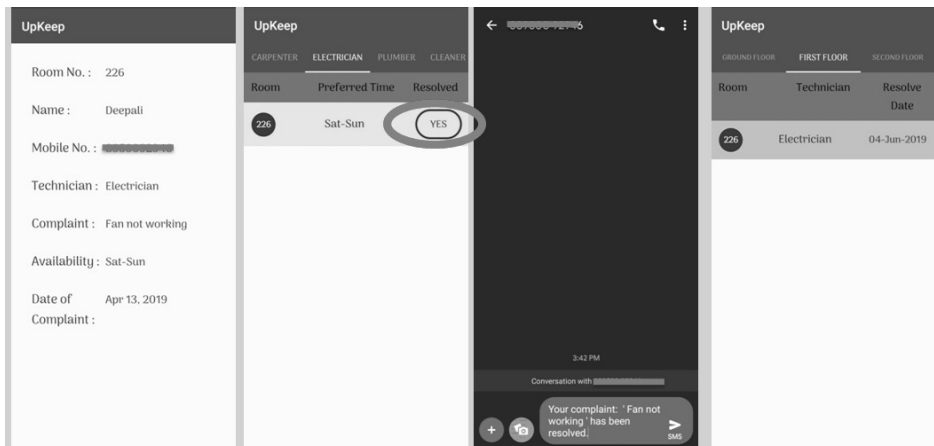 UpKeep
Room No. : 226
Name : Deepali
Mobile No. :
Technician : Electrician
Complaint : Fan not working
Availability : Sat-Sun
Date of Apr 13, 2019
Complaint :
UpKeep
CARPENTER ELECTRICIAN PLUMBER CLEANER
Room Preferred Time Resolved
226 Sat-Sun YES
3:42 PM
Conversation with
Your complaint: ' Fan not
working ' has been
resolved.
SMS
UpKeep
GROUND FLOOR FIRST FLOOR SECOND FLOOR
Room Technician Resolve
Date
226 Electrician 04-Jun-2019